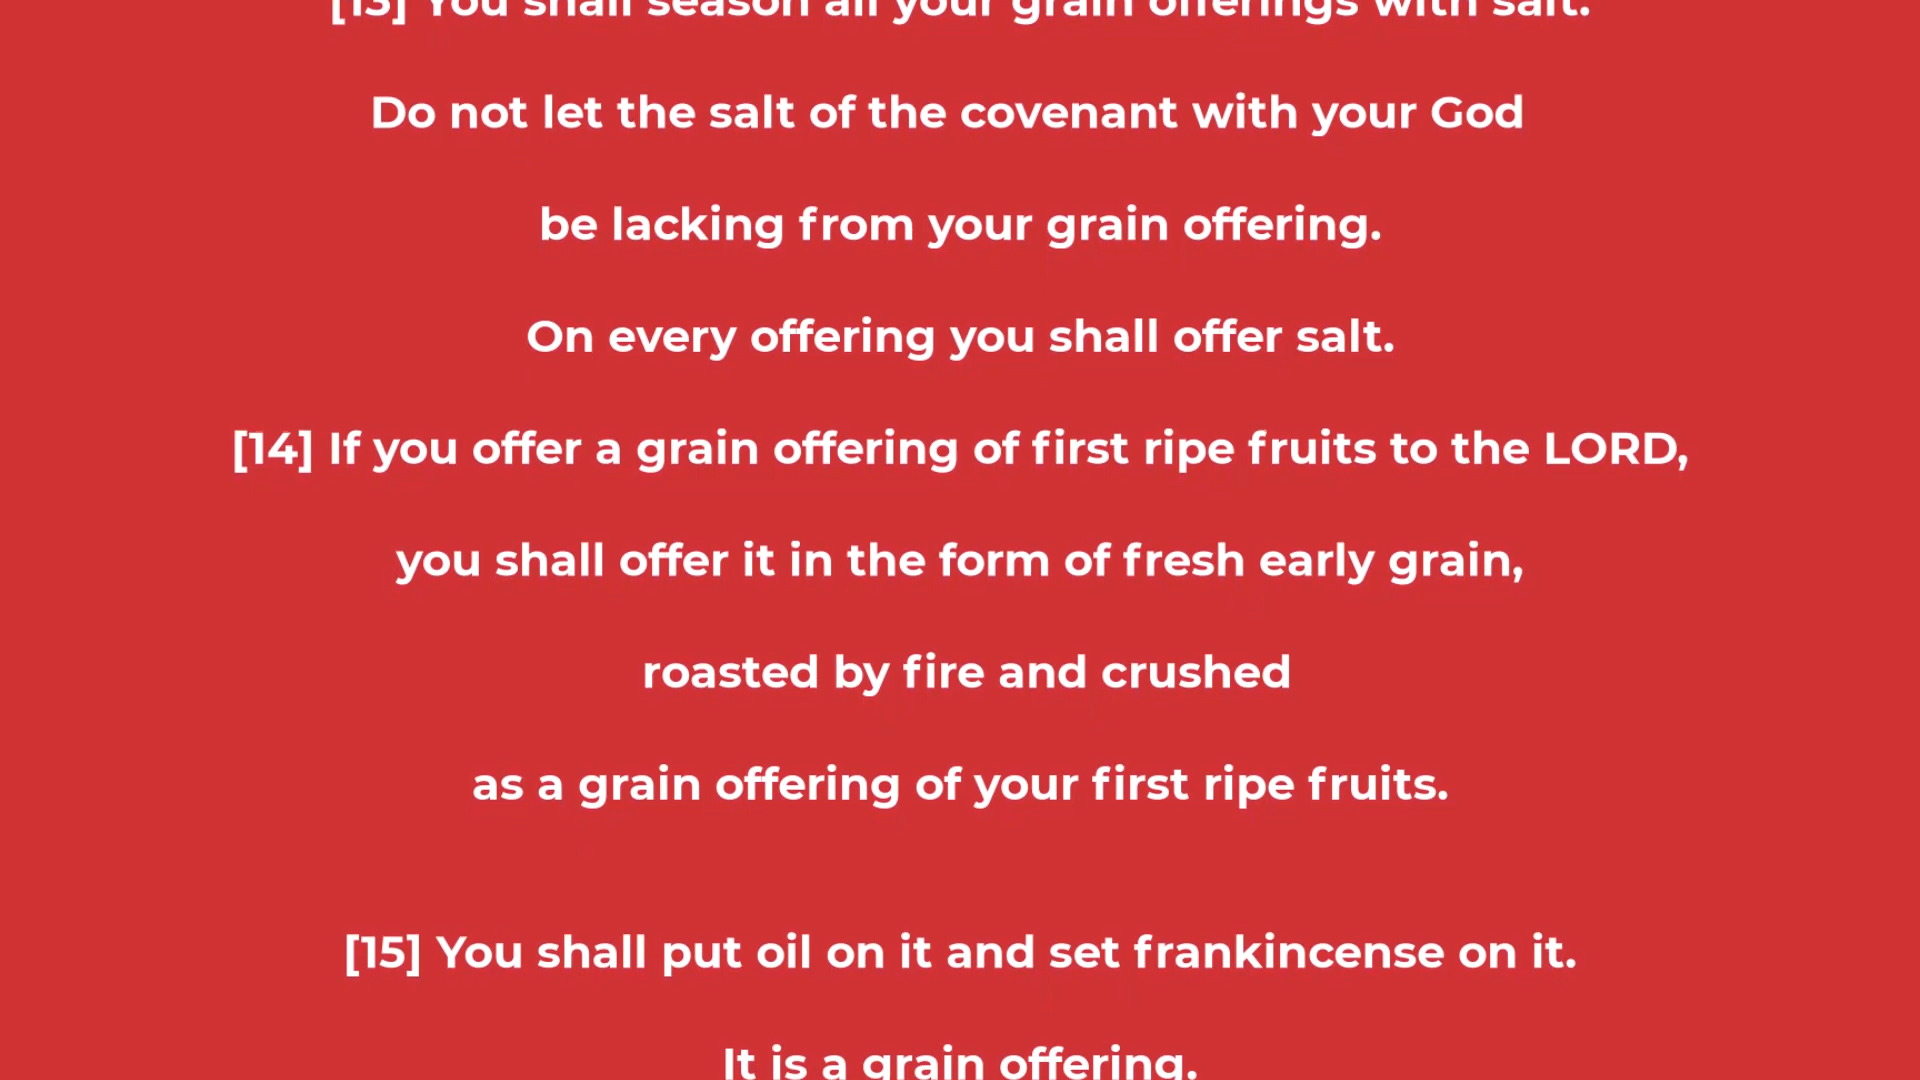 [13] You shall season all your grain offerings with salt.
Do not let the salt of the covenant with your God
be lacking from your grain offering.
On every offering you shall offer salt.
[14] If you offer a grain offering of first ripe fruits to the LORD,
you shall offer it in the form of fresh early grain,
roasted by fire and crushed
as a grain offering of your first ripe fruits.
[15] You shall put oil on it and set frankincense on it.
It is a grain offering.